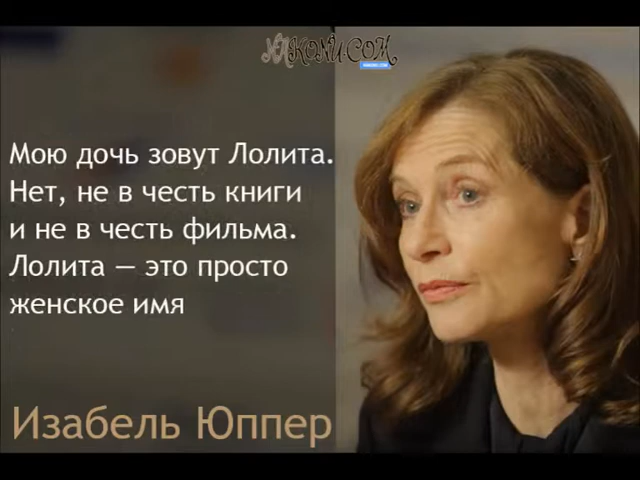 Мою дочь зовут Лолита.
Нет, не в честь книги
и не в честь фильма.
Лолита — это просто
женское имя
Изабель Юппер